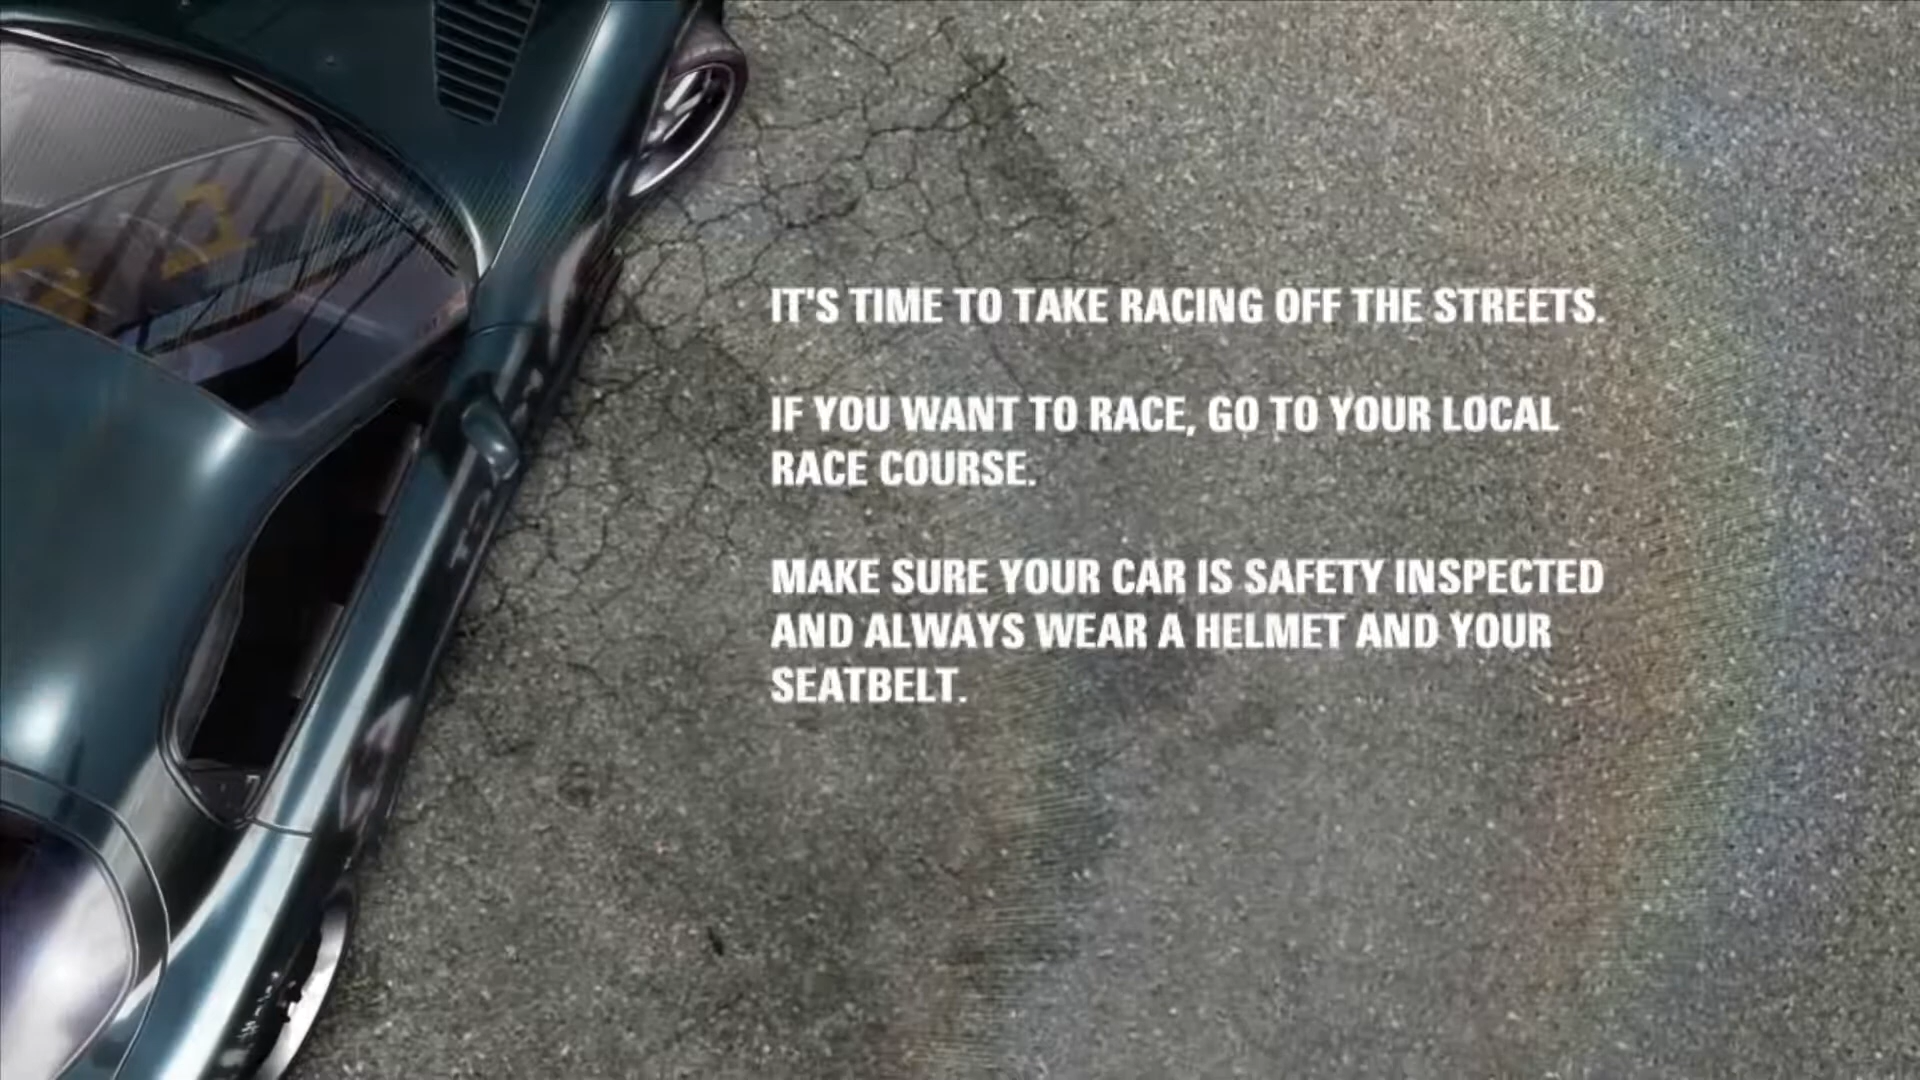 IT'S TIME TO TAKE RACING OFF THE STREETS.
IF YOU WANT TO RACE, GO TO YOUR LOCAL
RACE COURSE.
MAKE SURE YOUR CAR IS SAFETY INSPECTED
AND ALWAYS WEAR A HELMET AND YOUR
SEATBELT.